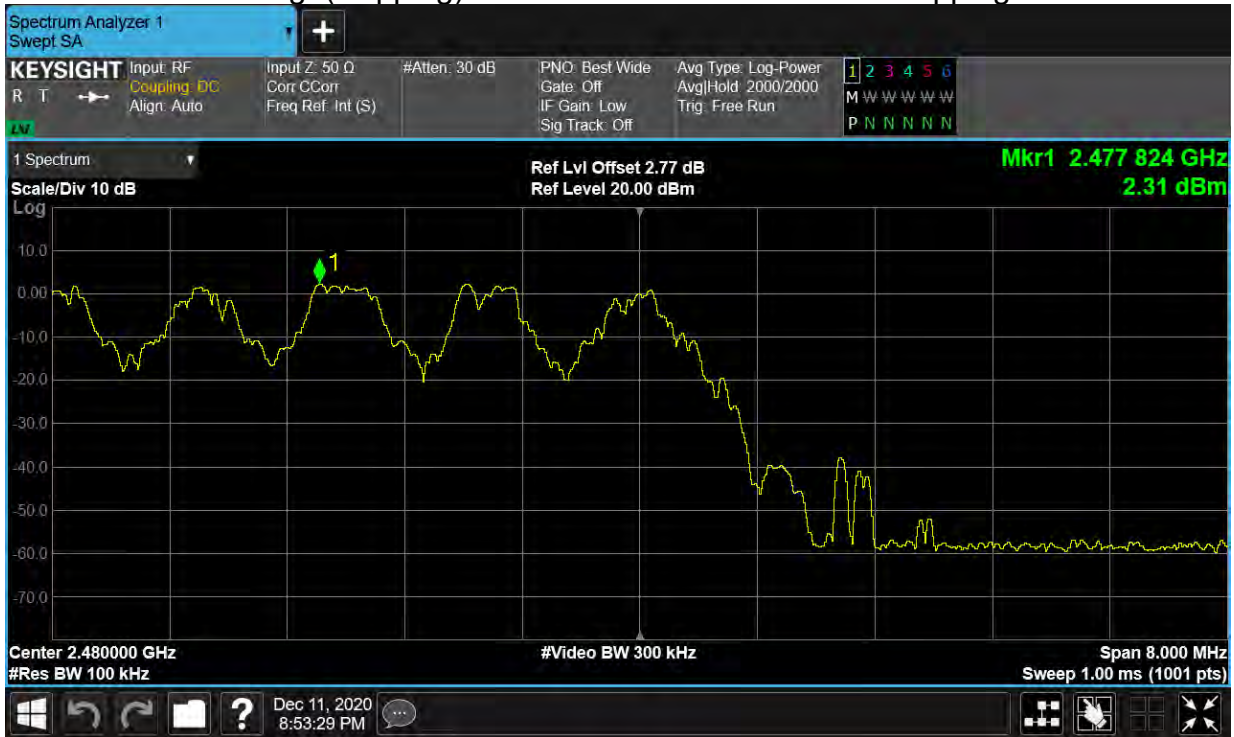 Spectrum Analyzer 1
Swept SA
KEYSIGHT Input: RF Input Z: 50 Ω #Atten: 30 dB PNO: Best Wide Avg Type: Log-Power 1 2 3 4 5 6
R T Coupling: DC Corr CCorr Gate: Off Avg|Hold: 2000/2000 M W W W W W W
Align: Auto Freq Ref: Int (S) IF Gain: Low Trig: Free Run P N N N N N N
Sig Track: Off
1 Spectrum
Ref Lvl Offset 2.77 dB Mkr1 2.477 824 GHz
Scale/Div 10 dB Ref Level 20.00 dBm 2.31 dBm
Log
10.0
1
0.00
-10.0
-20.0
-30.0
-40.0
-50.0
-60.0
-70.0
Center 2.480000 GHz #Video BW 300 kHz Span 8.000 MHz
#Res BW 100 kHz Sweep 1.00 ms (1001 pts)
? Dec 11, 2020
8:53:29 PM